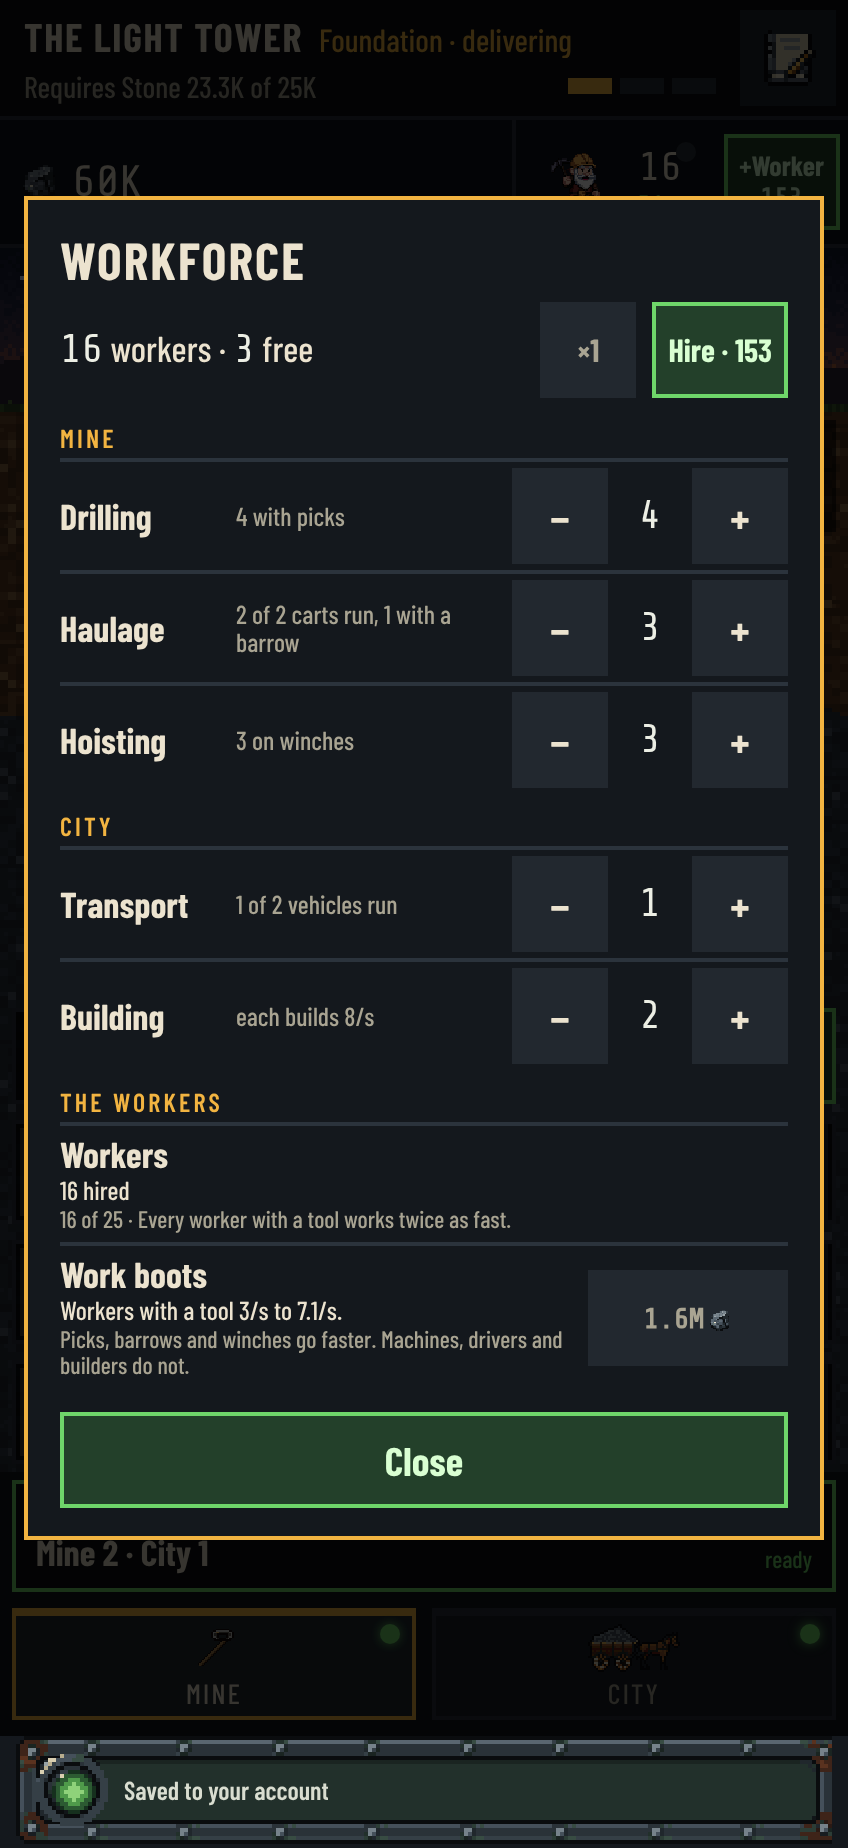 THE LIGHT TOWER Foundation · delivering
Requires Stone 23.3K of 25K
60K
16
+Worker
153
WORKFORCE
16 workers · 3 free
×1
Hire · 153
MINE
Drilling
4 with picks
−
4
+
Haulage
2 of 2 carts run, 1 with a
barrow
−
3
+
Hoisting
3 on winches
−
3
+
CITY
Transport
1 of 2 vehicles run
−
1
+
Building
each builds 8/s
−
2
+
THE WORKERS
Workers
16 hired
16 of 25 · Every worker with a tool works twice as fast.
Work boots
Workers with a tool 3/s to 7.1/s.
Picks, barrows and winches go faster. Machines, drivers and
builders do not.
1.6M
Close
Mine 2 · City 1
ready
MINE
CITY
Saved to your account